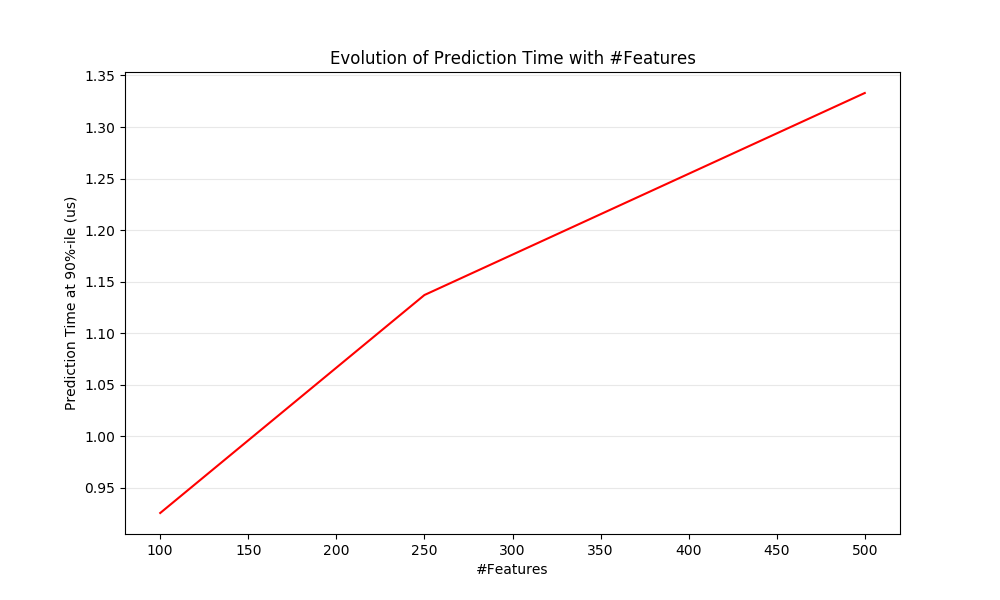 Evolution of Prediction Time with #Features
Prediction Time at 90%-ile (us)
1.35
1.30
1.25
1.20
1.15
1.10
1.05
1.00
0.95
100 150 200 250 300 350 400 450 500
#Features